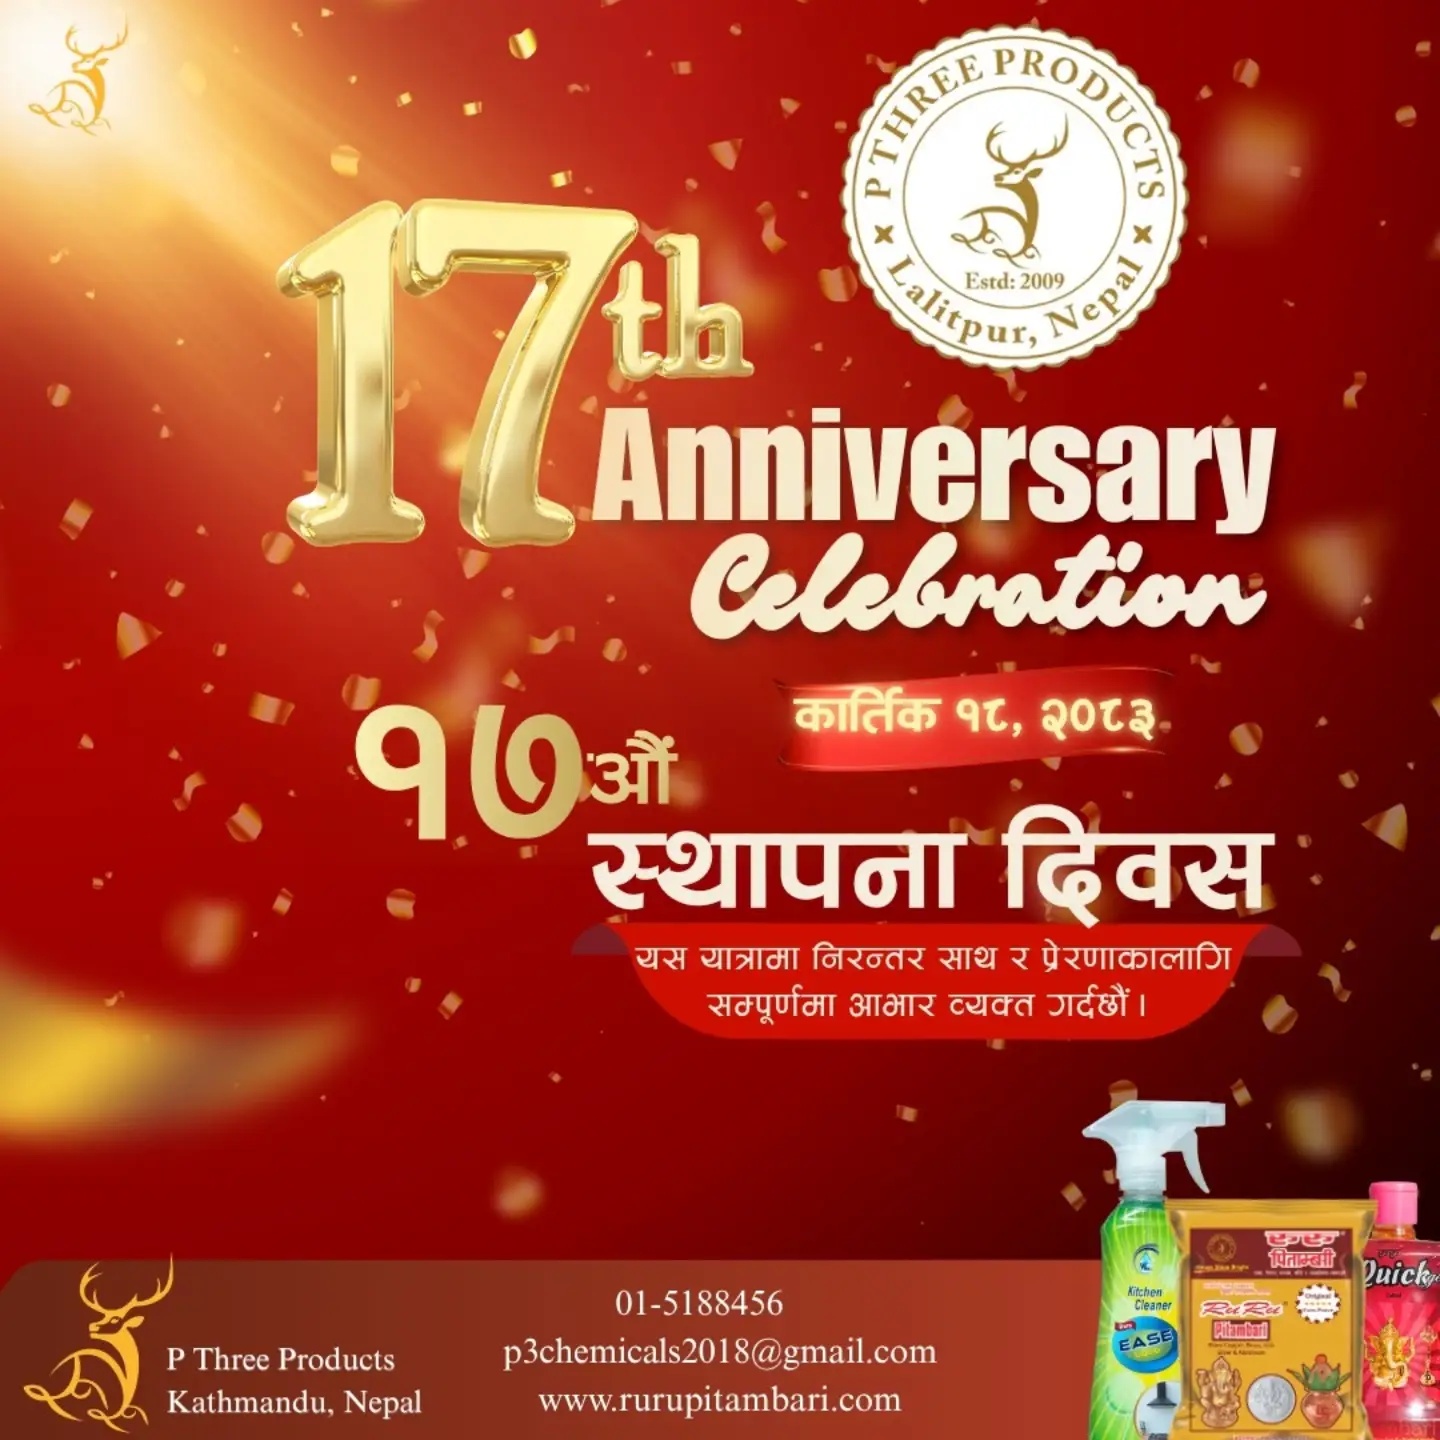 P THREE PRODUCTS
Estd: 2009
Lalitpur, Nepal
17th
Anniversary
Celebration
कार्तिक १८, २०८३
१७औं
स्थापना दिवस
यस यात्रामा निरन्तर साथ र प्रेरणाकालागि
सम्पूर्णमा आभार व्यक्त गर्दछौं ।
P Three Products
Kathmandu, Nepal
01-5188456
p3chemicals2018@gmail.com
www.rurupitambari.com
Kitchen
Cleaner
EASE
रुरु
पिताम्बरी
RuRu
Pitambari
Original
Quick